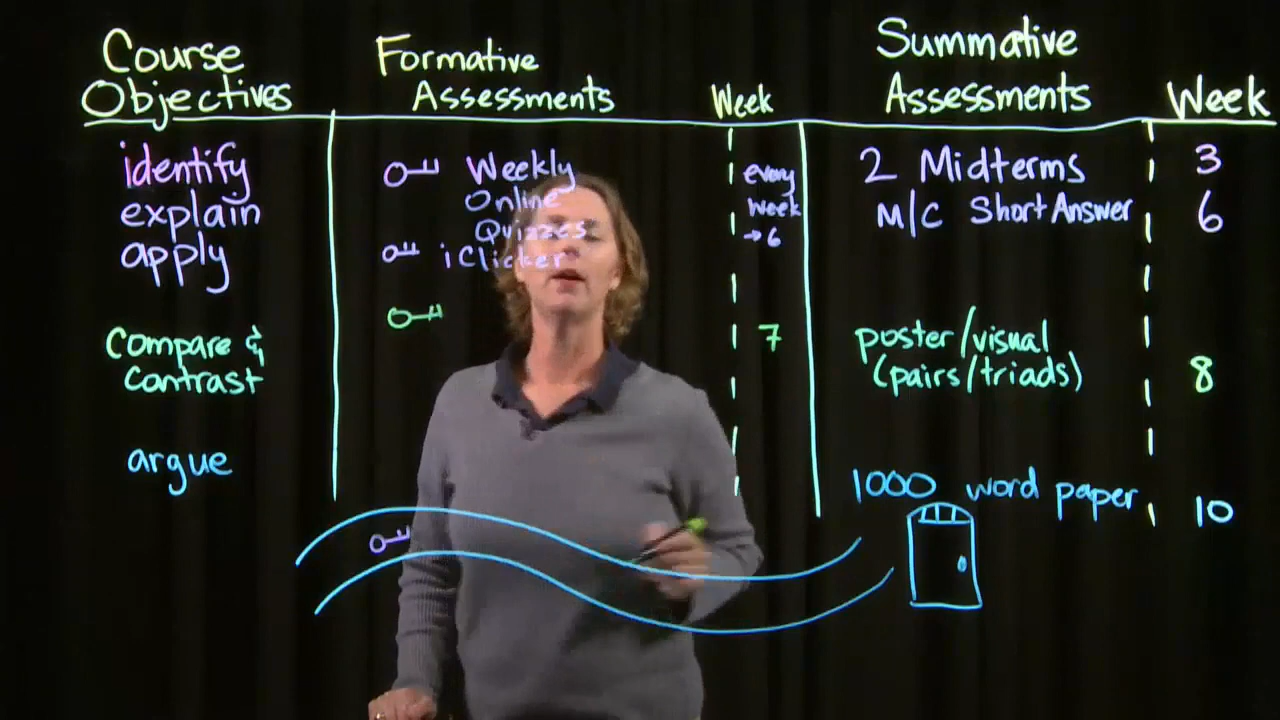 Course
Objectives
Formative
Assessments
Week
Summative
Assessments
Week
identify
explain
apply
Weekly
Online
Quizzes
iClicker
every
week
→6
2 Midterms
M/C Short Answer
3
6
Compare &
Contrast
7
poster/visual
(pairs/triads)
8
argue
1000 word paper
10